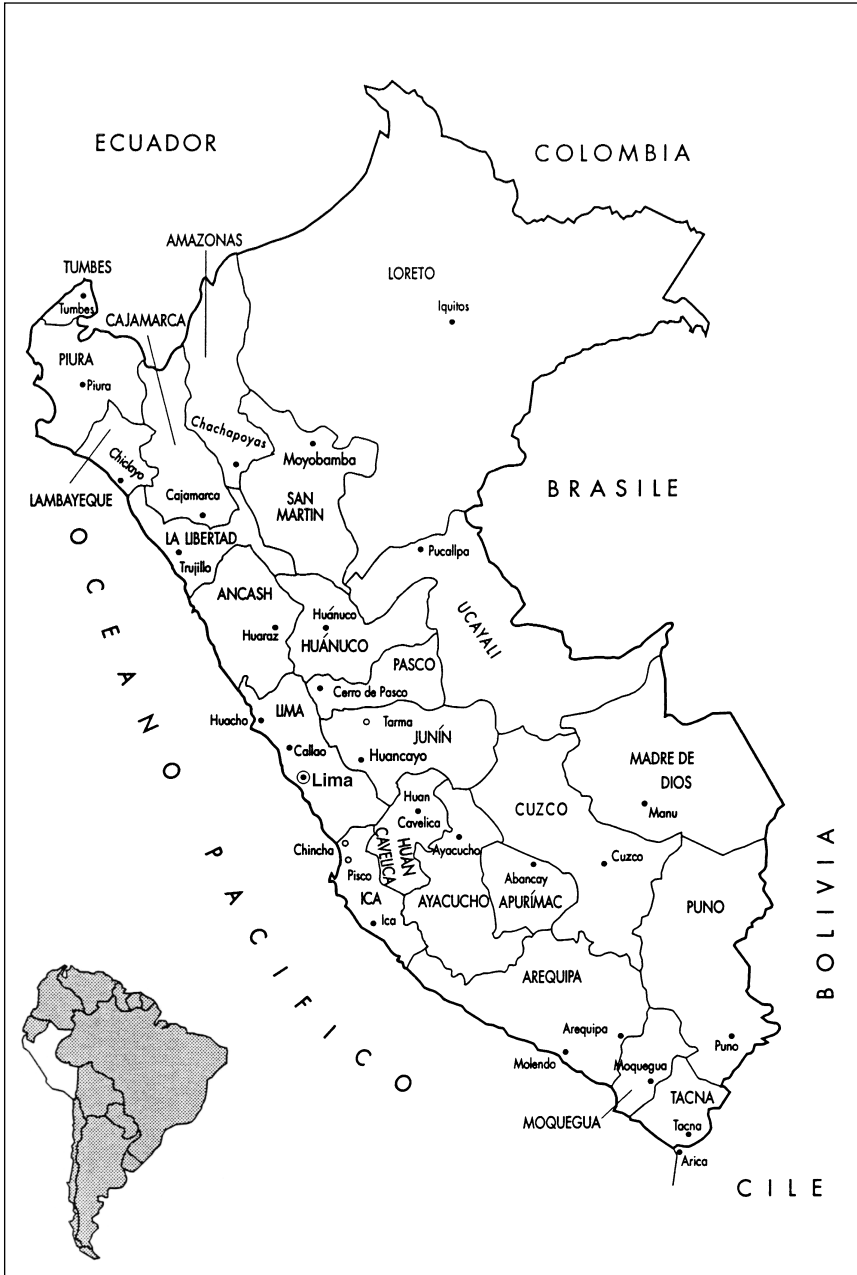 ECUADOR
COLOMBIA
AMAZONAS
TUMBES
LORETO
Tumbes
CAJAMARCA
Iquitos
PIURA
Piura
Chachapoyas
Moyobamba
Chiclayo
BRASILE
LAMBAYEQUE
Cajamarca
SAN
MARTIN
LA LIBERTAD
Trujillo
Pucallpa
ANCASH
Huánuco
UCAYALI
Huaraz
HUÁNUCO
PASCO
Cerro de Pasco
LIMA
Huacho
Tarma
JUNÍN
Callao
Huancayo
MADRE DE
DIOS
Lima
Huan
Cavelica
CUZCO
Manu
Chincha
HUAN
CAVELICA
Ayacucho
Pisco
Abancay
Cuzco
ICA
AYACUCHO
APURÍMAC
PUNO
Ica
OCEANO PACIFICO
BOLIVIA
AREQUIPA
Arequipa
Puno
Molendo
Moquegua
TACNA
MOQUEGUA
Tacna
Arica
CILE